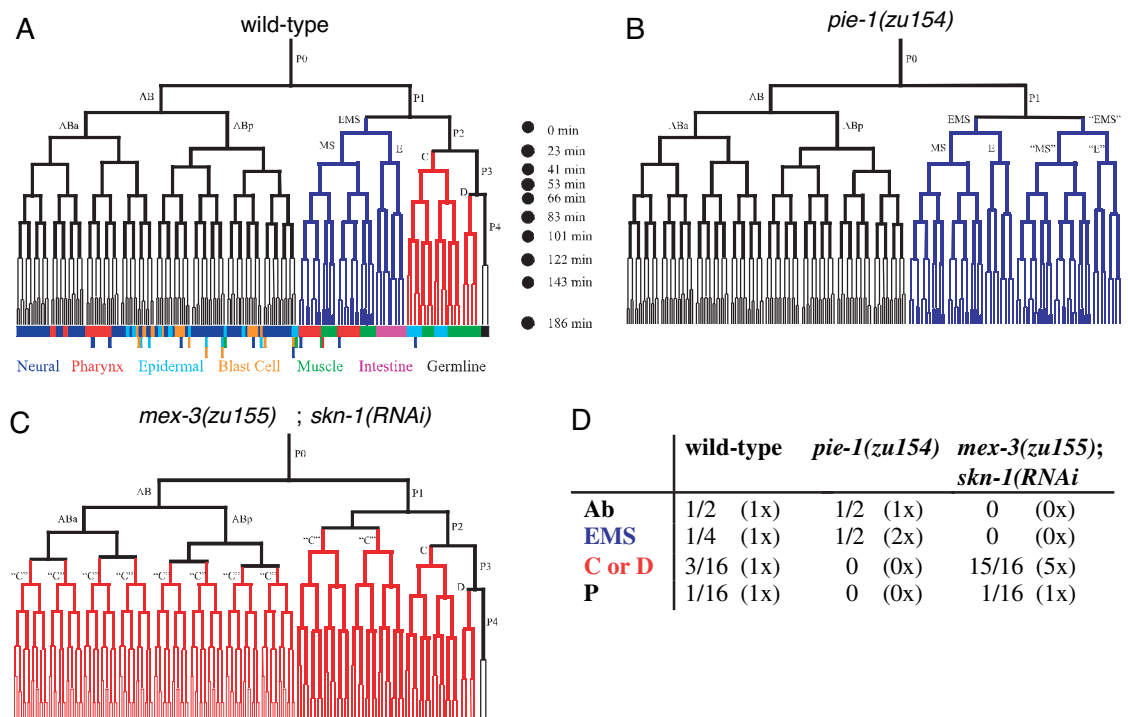 A
wild-type
P0
AB
P1
ABa
ABp
EMS
P2
MS
E
C
P3
D
P4
0 min
23 min
41 min
53 min
66 min
83 min
101 min
122 min
143 min
186 min
Neural Pharynx Epidermal Blast Cell Muscle Intestine Germline
B
pie-1(zu154)
P0
AB
P1
ABa
ABp
EMS
“EMS”
MS
E
“MS”
“E”
C
mex-3(zu155) ; skn-1(RNAi)
P0
AB
P1
ABa
ABp
P2
“C” “C” C
P3
“C” “C” “C” “C” “C” “C” “C” “C”
D
P4
D
wild-type pie-1(zu154) mex-3(zu155);
skn-1(RNAi
Ab 1/2 (1x) 1/2 (1x) 0 (0x)
EMS 1/4 (1x) 1/2 (2x) 0 (0x)
C or D 3/16 (1x) 0 (0x) 15/16 (5x)
P 1/16 (1x) 0 (0x) 1/16 (1x)